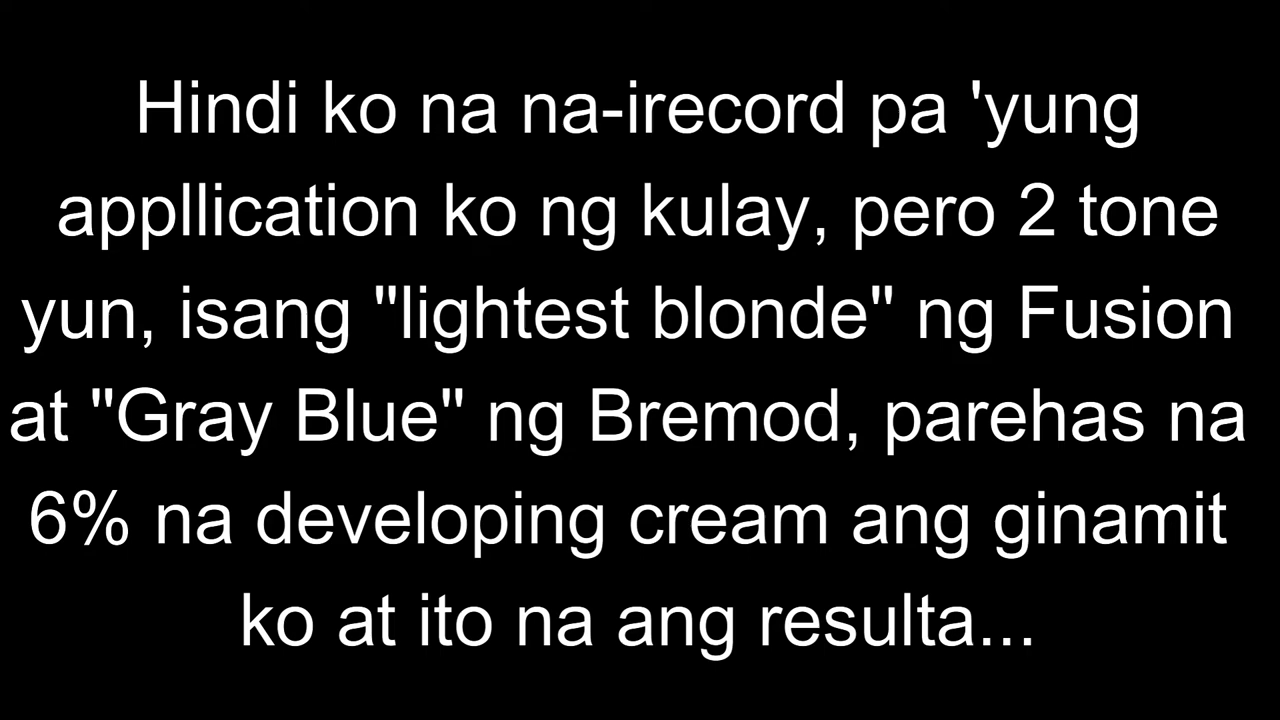 Hindi ko na na-irecord pa 'yung
appllication ko ng kulay, pero 2 tone
yun, isang "lightest blonde" ng Fusion
at "Gray Blue" ng Bremod, parehas na
6% na developing cream ang ginamit
ko at ito na ang resulta...